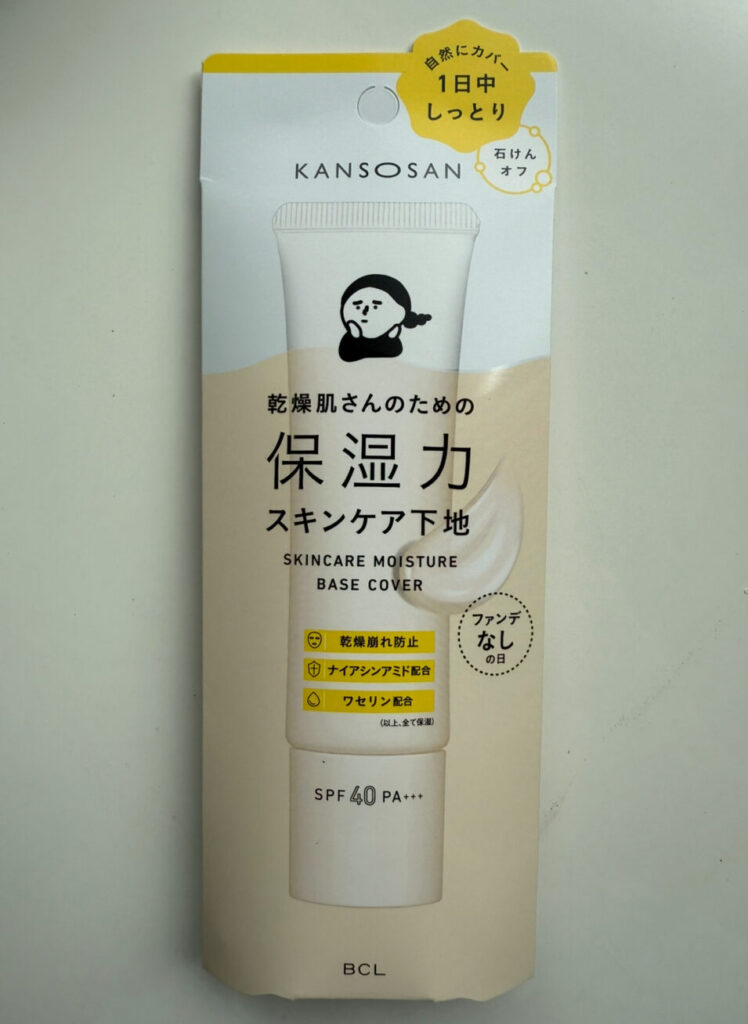 自然にカバー
1日中
しっとり
石けん
オフ
KANSOSAN
乾燥肌さんのための
保湿力
スキンケア下地
SKINCARE MOISTURE
BASE COVER
ファンデ
なし
の日
乾燥崩れ防止
ナイアシンアミド配合
ワセリン配合
(以上、全て保湿)
SPF 40 PA+++
BCL